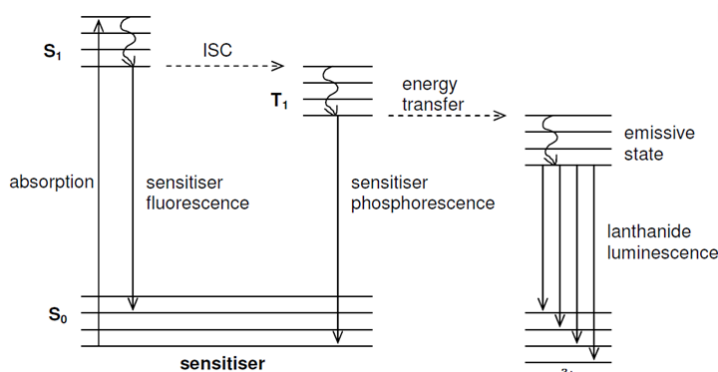 S1
ISC
T1
energy
transfer
emissive
state
absorption
sensitiser
fluorescence
sensitiser
phosphorescence
lanthanide
luminescence
S0
sensitiser